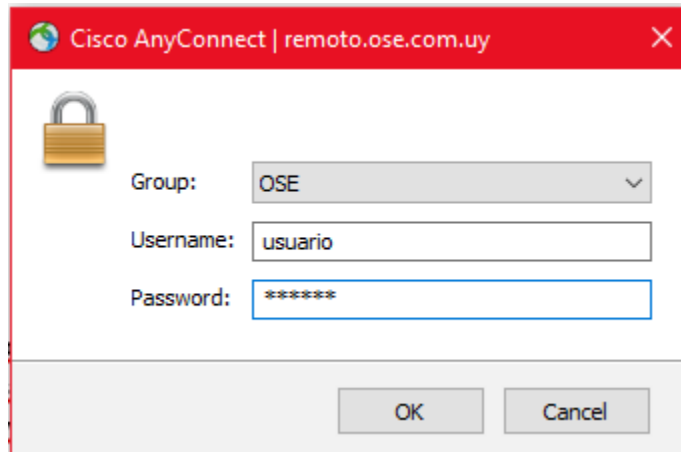 Cisco AnyConnect | remoto.ose.com.uy
Group: OSE
Username: usuario
Password: ******
OK Cancel